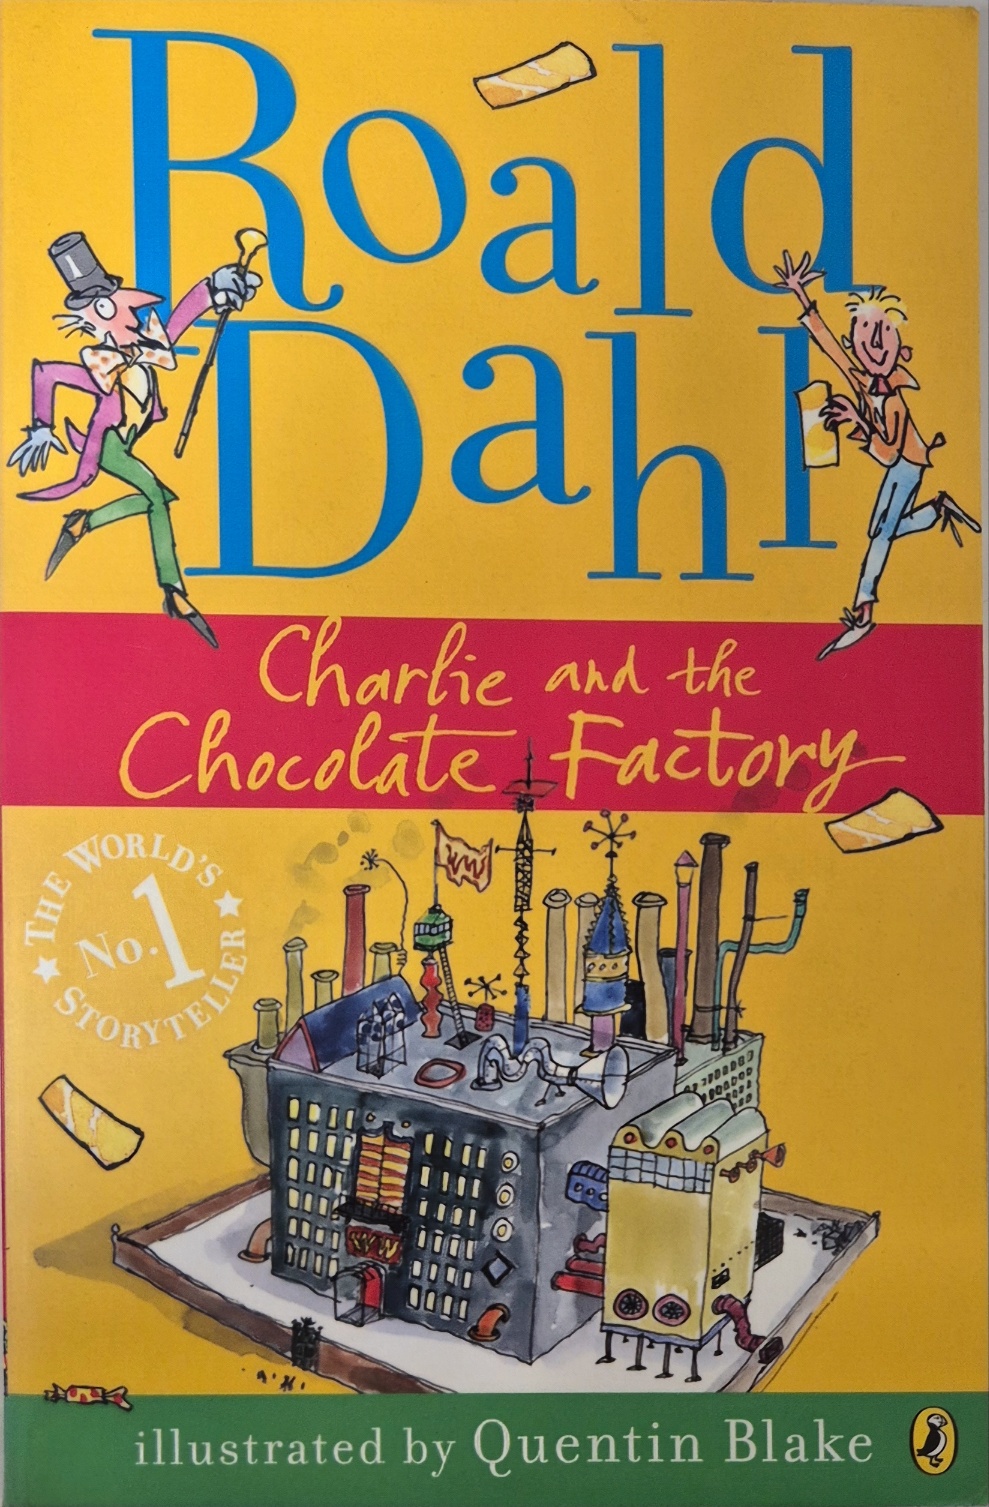 Roald
Dahl
Charlie and the
Chocolate Factory
THE WORLD'S
No.1
STORYTELLER
W
W
illustrated by Quentin Blake